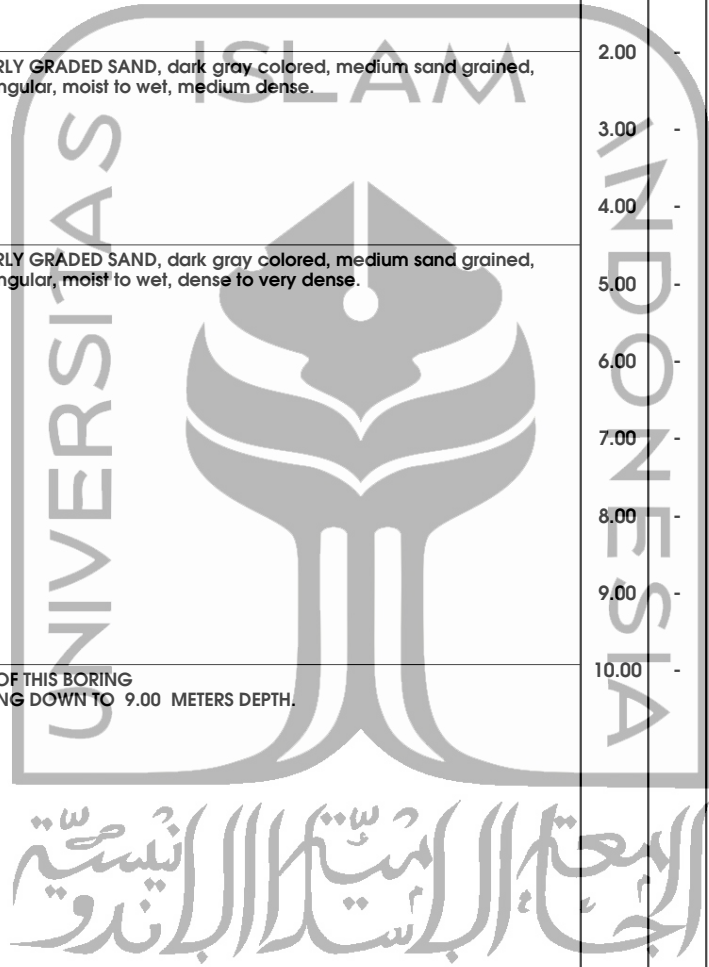 2.00 -
RLY GRADED SAND, dark gray colored, medium sand grained,
ngular, moist to wet, medium dense.
3.00 -
4.00 -
RLY GRADED SAND, dark gray colored, medium sand grained,
ngular, moist to wet, dense to very dense.
5.00 -
6.00 -
7.00 -
8.00 -
9.00 -
10.00 -
OF THIS BORING
NG DOWN TO 9.00 METERS DEPTH.
UNIVERSITAS
ISLAM
INDONESIA